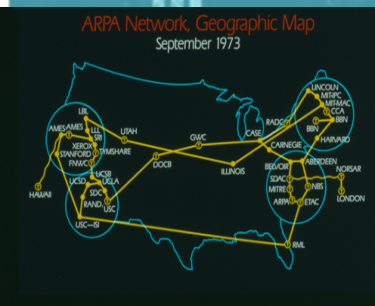 ARPA Network, Geographic Map
September 1973
LINCOLN
MIT-IPC
MIT-MAC
CCA
RADC
BBN
BBN
LBL
AMES AMES
LLL
SRI
UTAH
GWC
CASE
HARVARD
XEROX
TYMSHARE
CARNEGIE
STANFORD
FNWC
DOCB
ILLINOIS
ABERDEEN
UCSB
NORSAR
UCSD
UCLA
SDAC
NBS
HAWAII
SDC
MITRE
RAND
USC
ARPA
ETAC
LONDON
USC—ISI
RML